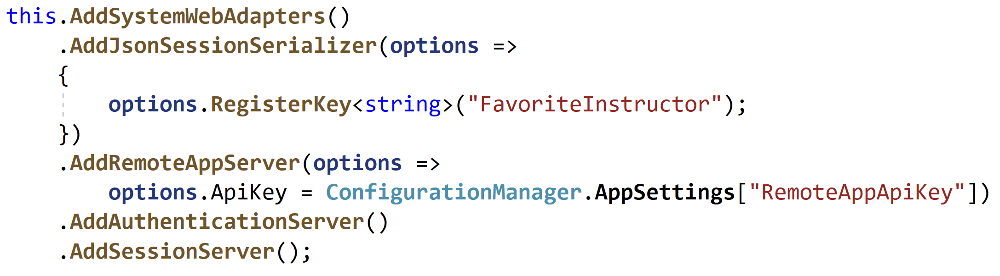 this.AddSystemWebAdapters()
    .AddJsonSessionSerializer(options =>
    {
        options.RegisterKey<string>("FavoriteInstructor");
    })
    .AddRemoteAppServer(options =>
        options.ApiKey = ConfigurationManager.AppSettings["RemoteAppApiKey"])
    .AddAuthenticationServer()
    .AddSessionServer();